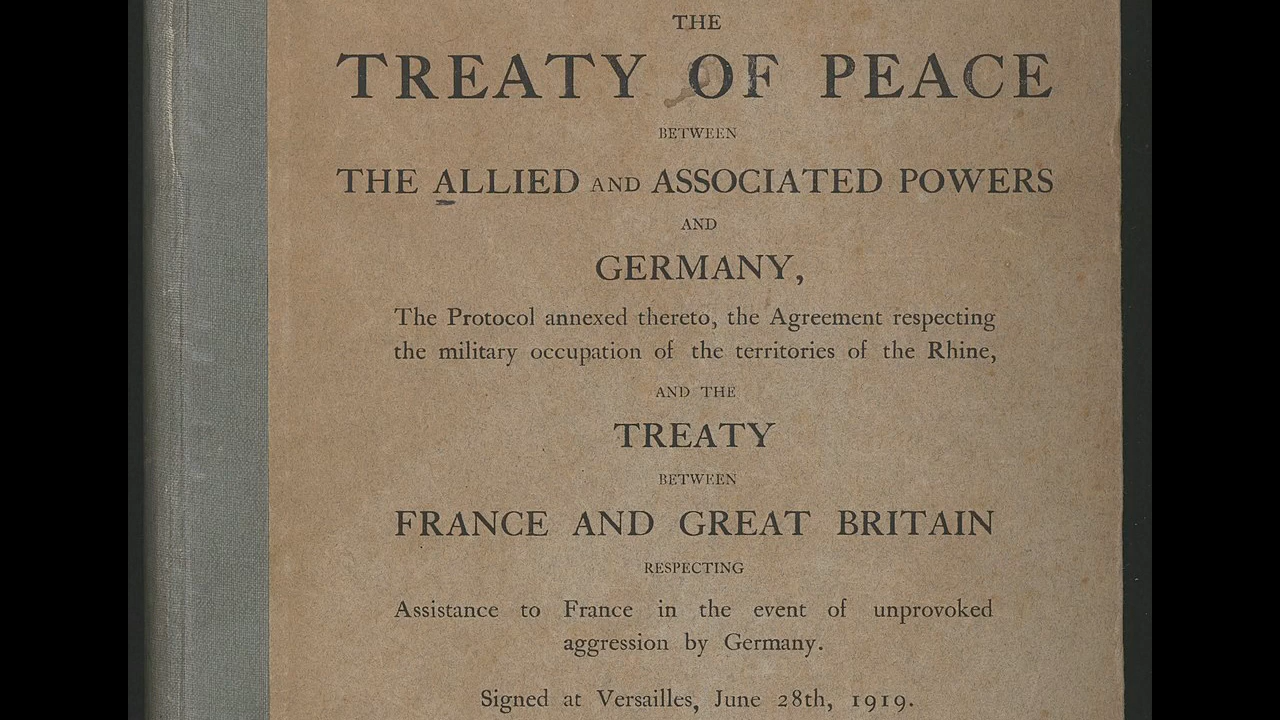 THE
TREATY OF PEACE
BETWEEN
THE ALLIED AND ASSOCIATED POWERS
AND
GERMANY,
The Protocol annexed thereto, the Agreement respecting
the military occupation of the territories of the Rhine,
AND THE
TREATY
BETWEEN
FRANCE AND GREAT BRITAIN
RESPECTING
Assistance to France in the event of unprovoked
aggression by Germany.
Signed at Versailles, June 28th, 1919.